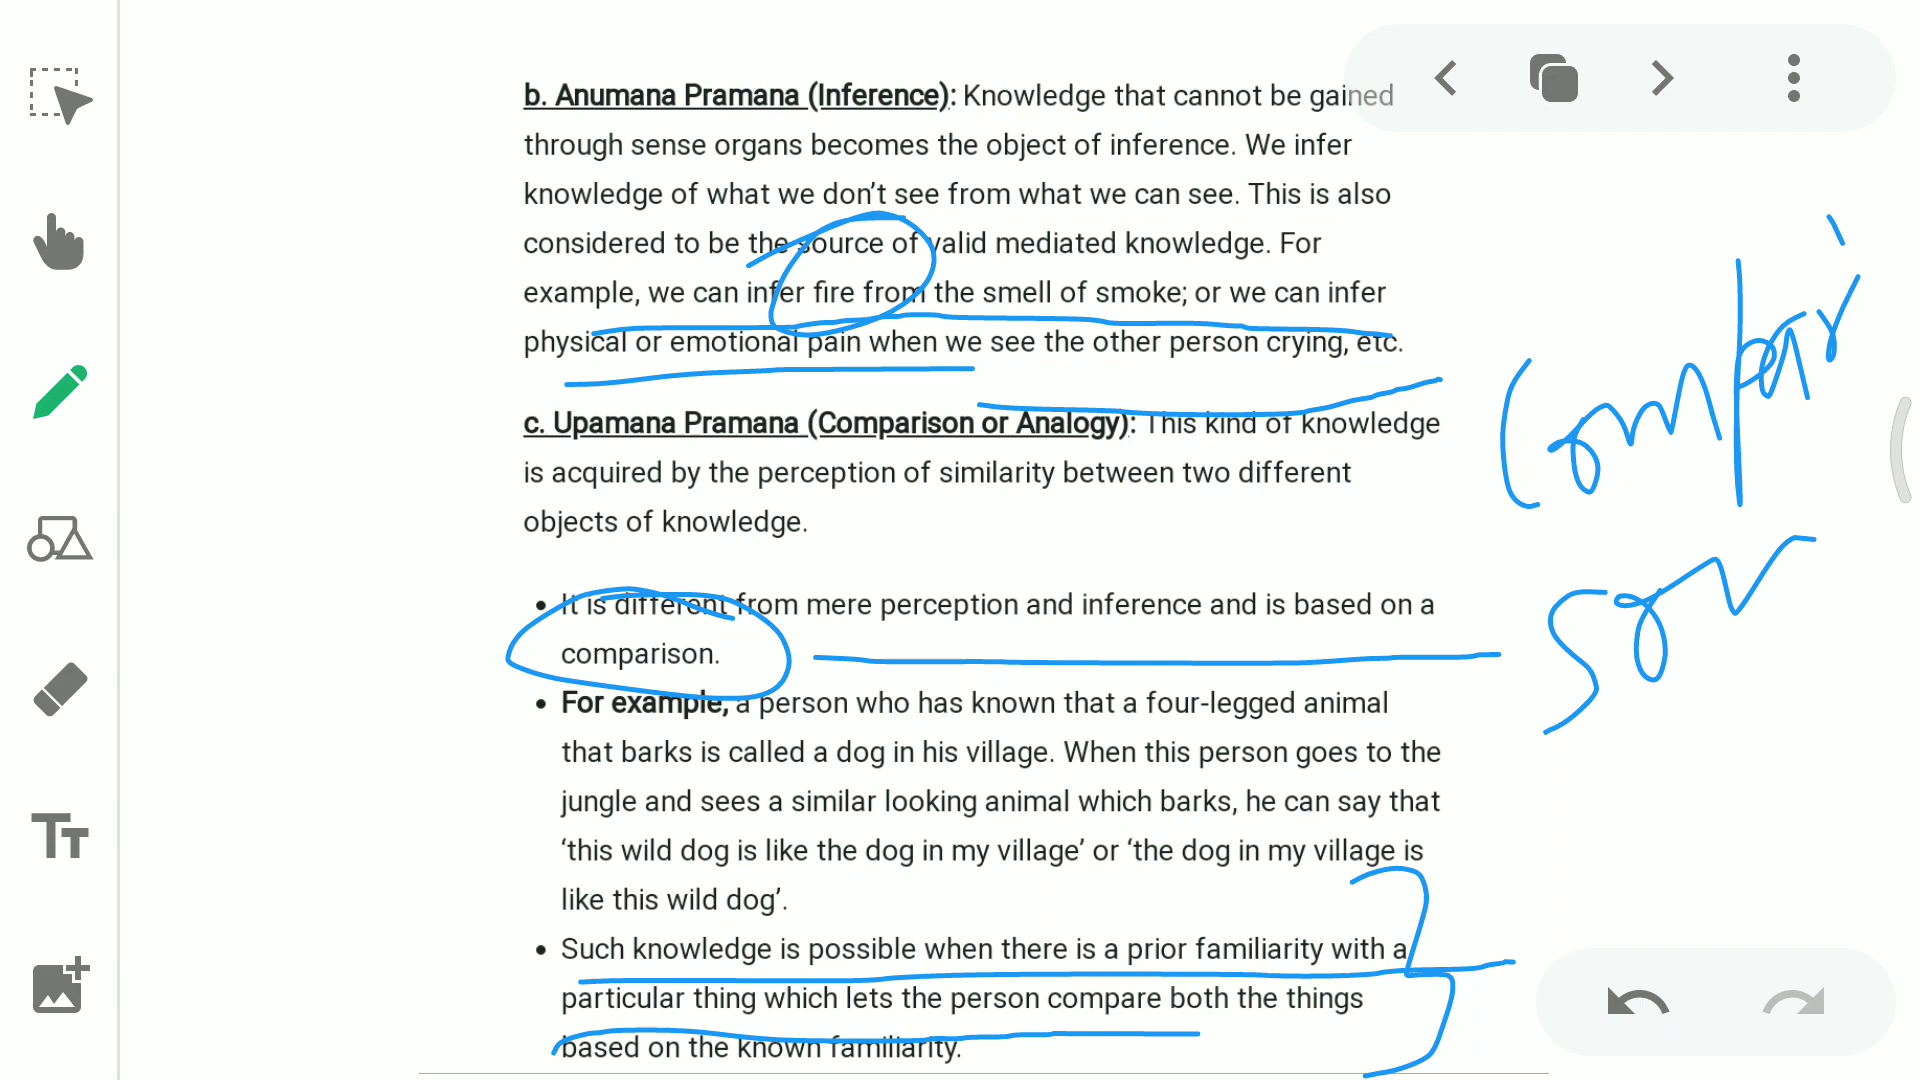 b. Anumana Pramana (Inference): Knowledge that cannot be gained
through sense organs becomes the object of inference. We infer
knowledge of what we don’t see from what we can see. This is also
considered to be the source of valid mediated knowledge. For
example, we can infer fire from the smell of smoke; or we can infer
physical or emotional pain when we see the other person crying, etc.
c. Upamana Pramana (Comparison or Analogy): This kind of knowledge
is acquired by the perception of similarity between two different
objects of knowledge.
• It is different from mere perception and inference and is based on a
comparison.
• For example, a person who has known that a four-legged animal
that barks is called a dog in his village. When this person goes to the
jungle and sees a similar looking animal which barks, he can say that
‘this wild dog is like the dog in my village’ or ‘the dog in my village is
like this wild dog’.
• Such knowledge is possible when there is a prior familiarity with a
particular thing which lets the person compare both the things
based on the known familiarity.
Compari
son
TT